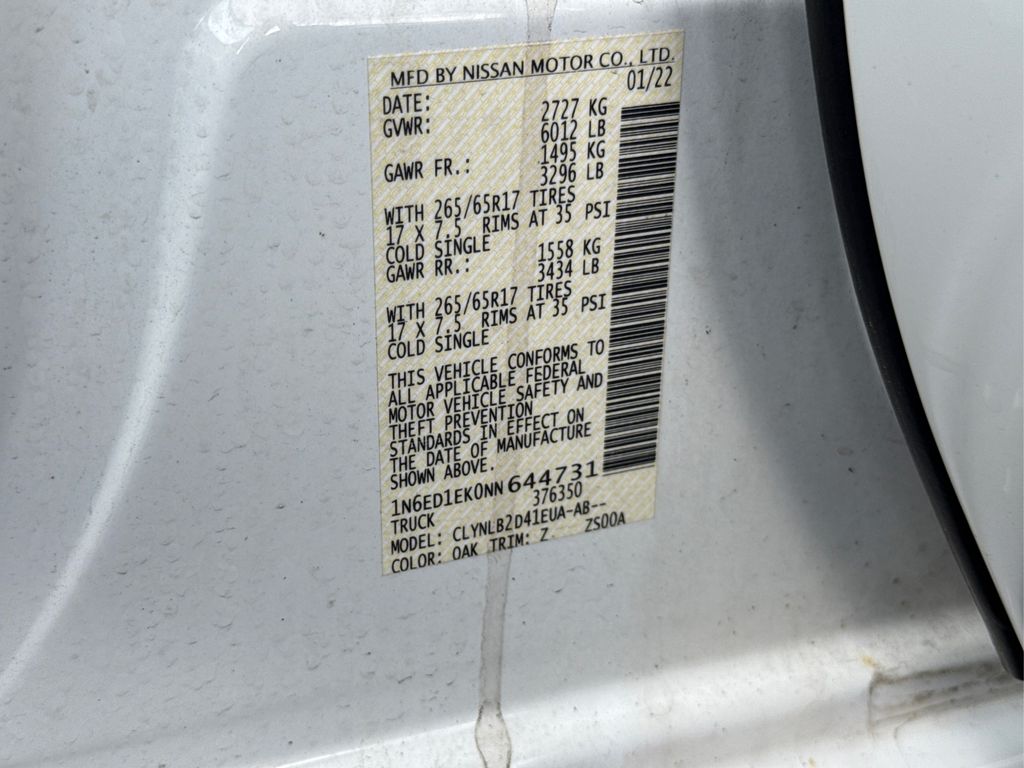 MFD BY NISSAN MOTOR CO., LTD.
DATE: 01/22
GVWR: 2727 KG
6012 LB
GAWR FR.: 1495 KG
3296 LB
WITH 265/65R17 TIRES
17 X 7.5 RIMS AT 35 PSI
COLD SINGLE
GAWR RR.: 1558 KG
3434 LB
WITH 265/65R17 TIRES
17 X 7.5 RIMS AT 35 PSI
COLD SINGLE
THIS VEHICLE CONFORMS TO
ALL APPLICABLE FEDERAL
MOTOR VEHICLE SAFETY AND
THEFT PREVENTION
STANDARDS IN EFFECT ON
THE DATE OF MANUFACTURE
SHOWN ABOVE.
1N6ED1EK0NN644731
TRUCK 376350
MODEL: CLYNLB2D41EUA-AB--
COLOR: QAK TRIM: Z. ZS00A